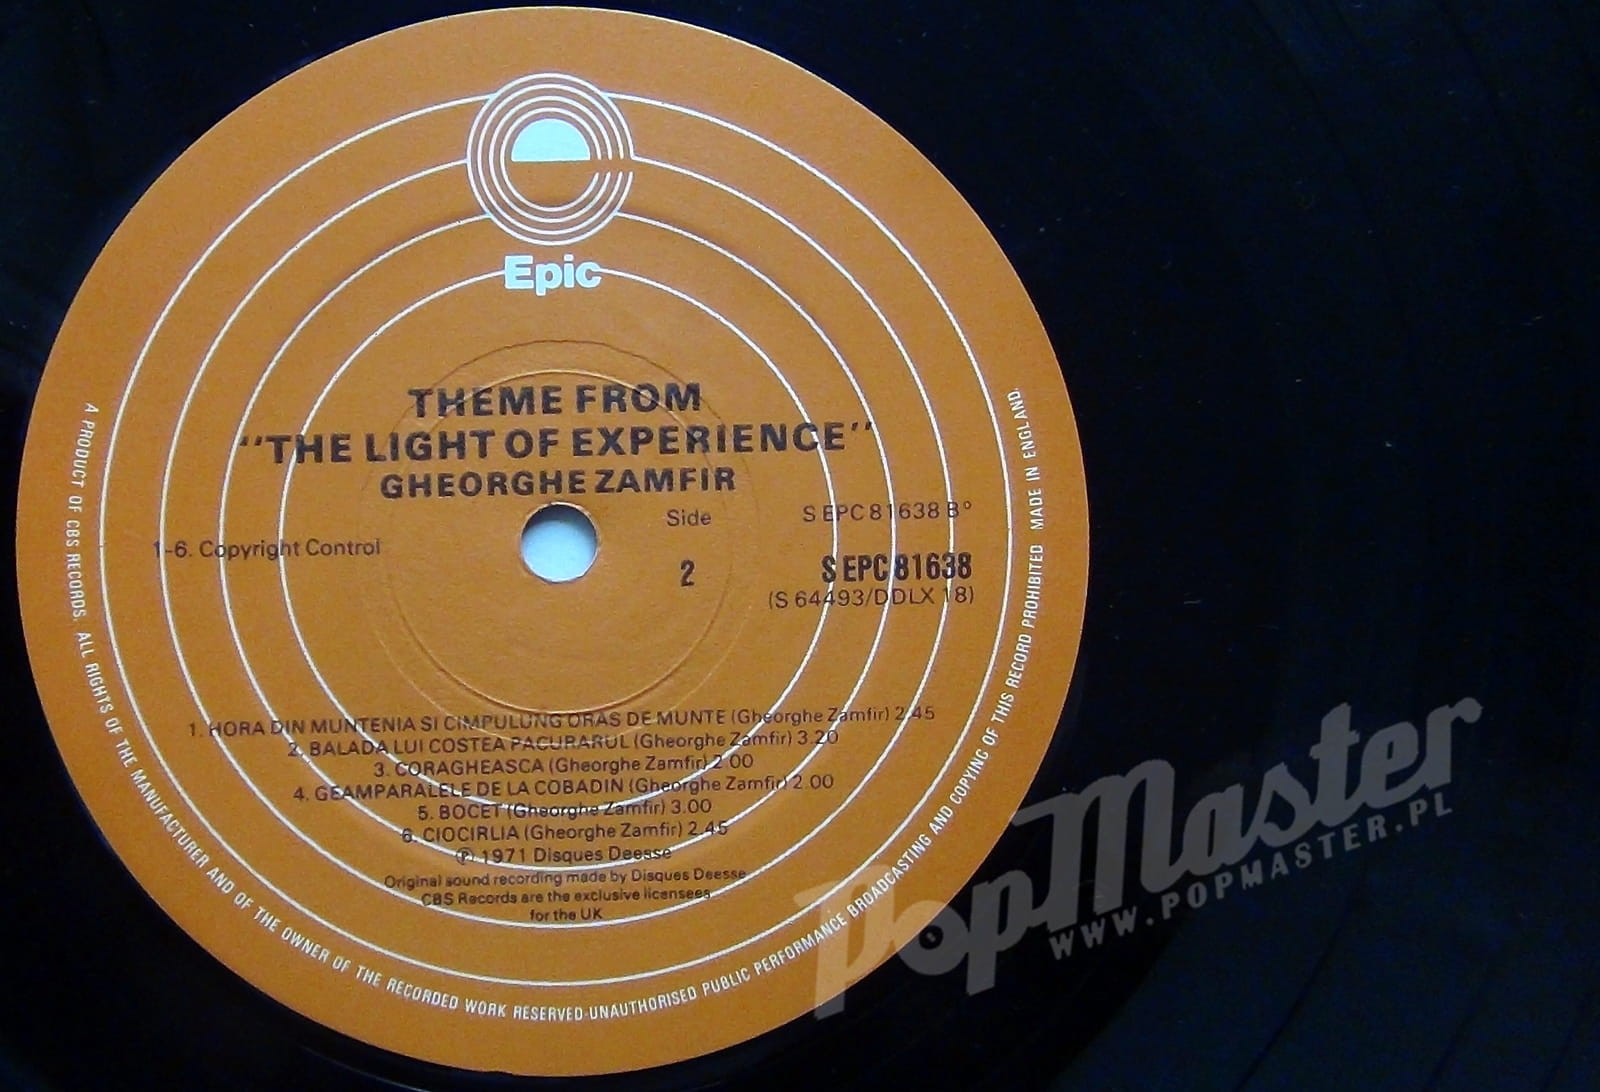 Epic
THEME FROM
"THE LIGHT OF EXPERIENCE"
GHEORGHE ZAMFIR
Side
S EPC 81638 B°
1-6. Copyright Control
2
S EPC 81638
(S 64493/DDLX 18)
1. HORA DIN MUNTENIA SI CIMPULUNG ORAS DE MUNTE (Gheorghe Zamfir) 2.45
2. BALADA LUI COSTEA PACURARUL (Gheorghe Zamfir) 3.20
3. CORAGHEASCA (Gheorghe Zamfir) 2.00
4. GEAMPARALELE DE LA COBADIN (Gheorghe Zamfir) 2.00
5. BOCET (Gheorghe Zamfir) 3.00
6. CIOCIRLIA (Gheorghe Zamfir) 2.45
℗ 1971 Disques Deesse
Original sound recording made by Disques Deesse
CBS Records are the exclusive licensees
for the UK
A PRODUCT OF CBS RECORDS. ALL RIGHTS OF THE MANUFACTURER AND OF THE OWNER OF THE RECORDED WORK RESERVED-UNAUTHORISED PUBLIC PERFORMANCE BROADCASTING AND COPYING OF THIS RECORD PROHIBITED MADE IN ENGLAND.
PopMaster
WWW.POPMASTER.PL